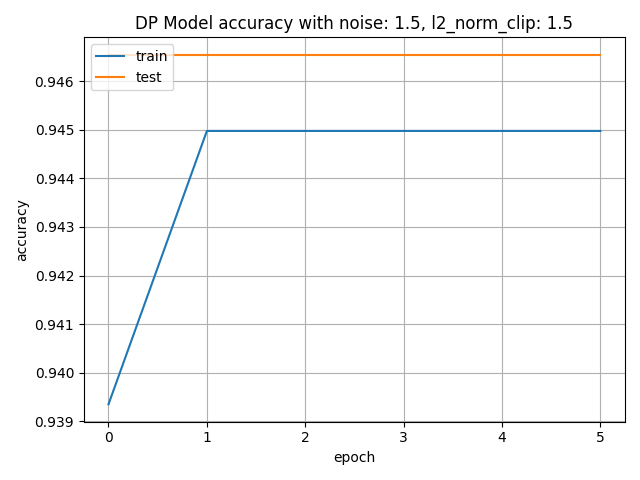 DP Model accuracy with noise: 1.5, l2_norm_clip: 1.5
train
test
0.946
0.945
0.944
0.943
0.942
0.941
0.940
0.939
accuracy
0 1 2 3 4 5
epoch